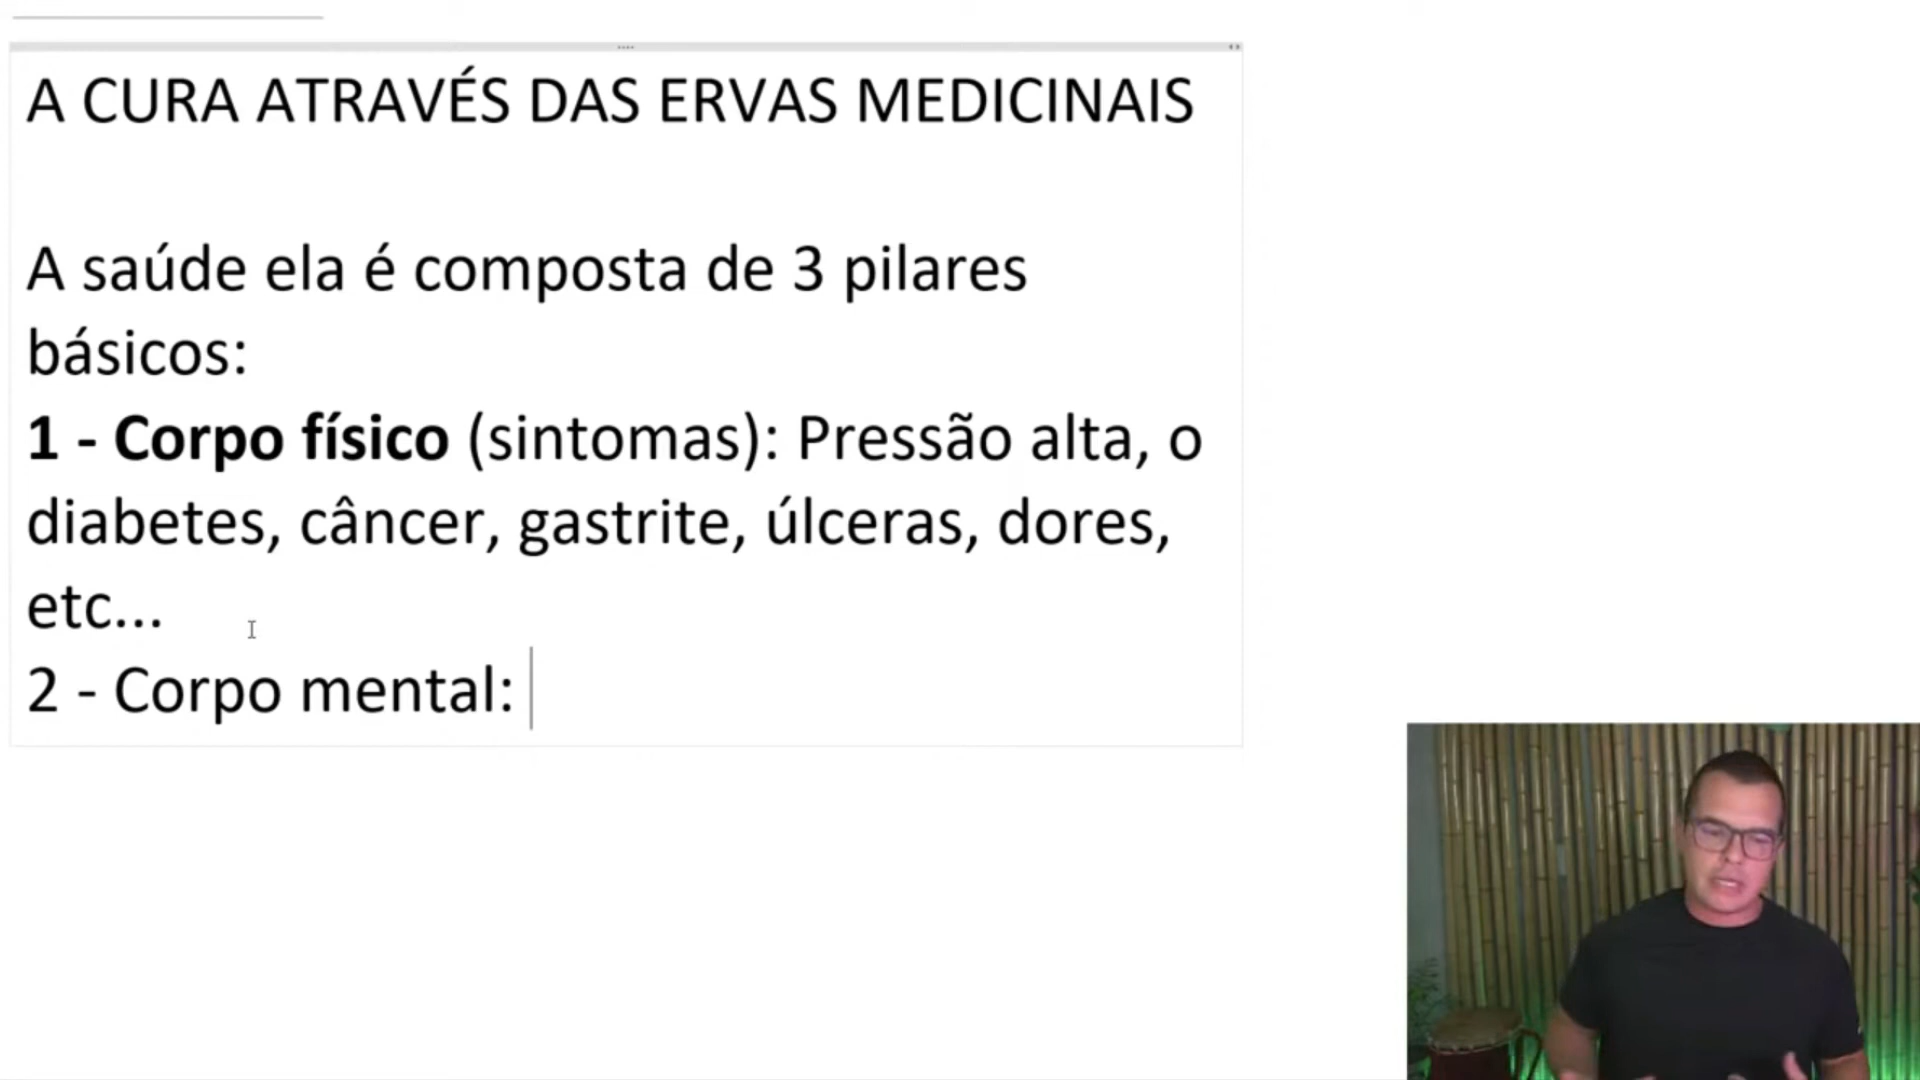 A CURA ATRAVÉS DAS ERVAS MEDICINAIS
A saúde ela é composta de 3 pilares
básicos:
1 - Corpo físico (sintomas): Pressão alta, o
diabetes, câncer, gastrite, úlceras, dores,
etc...
2 - Corpo mental: